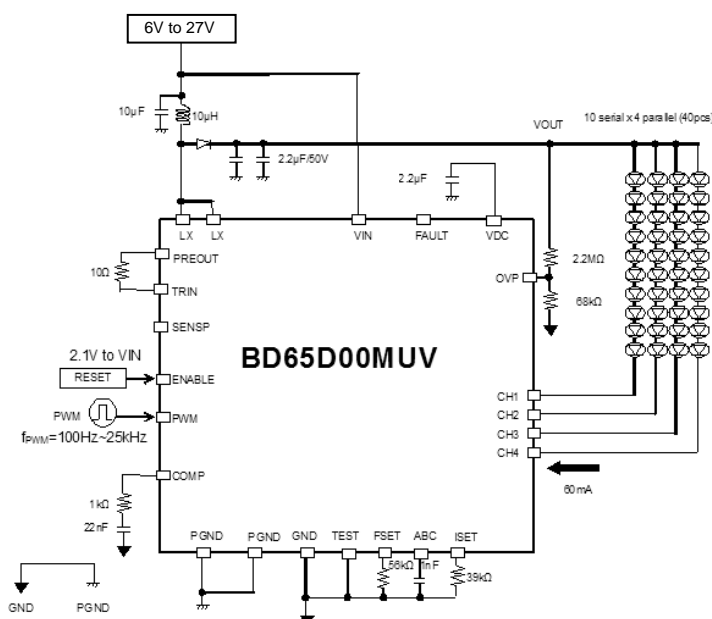 6V to 27V
10µF
10µH
VOUT
10 serial x 4 parallel (40pcs)
2.2µF/50V
2.2µF
LX
LX
VIN
FAULT
VDC
PREOUT
10Ω
TRIN
OVP
2.2MΩ
68kΩ
SENSP
BD65D00MUV
2.1V to VIN
RESET
ENABLE
PWM
PWM
fPWM=100Hz~25kHz
CH1
CH2
CH3
CH4
60mA
COMP
1kΩ
22nF
PGND
PGND
GND
TEST
FSET
ABC
ISET
56kΩ
1nF
39kΩ
GND
PGND